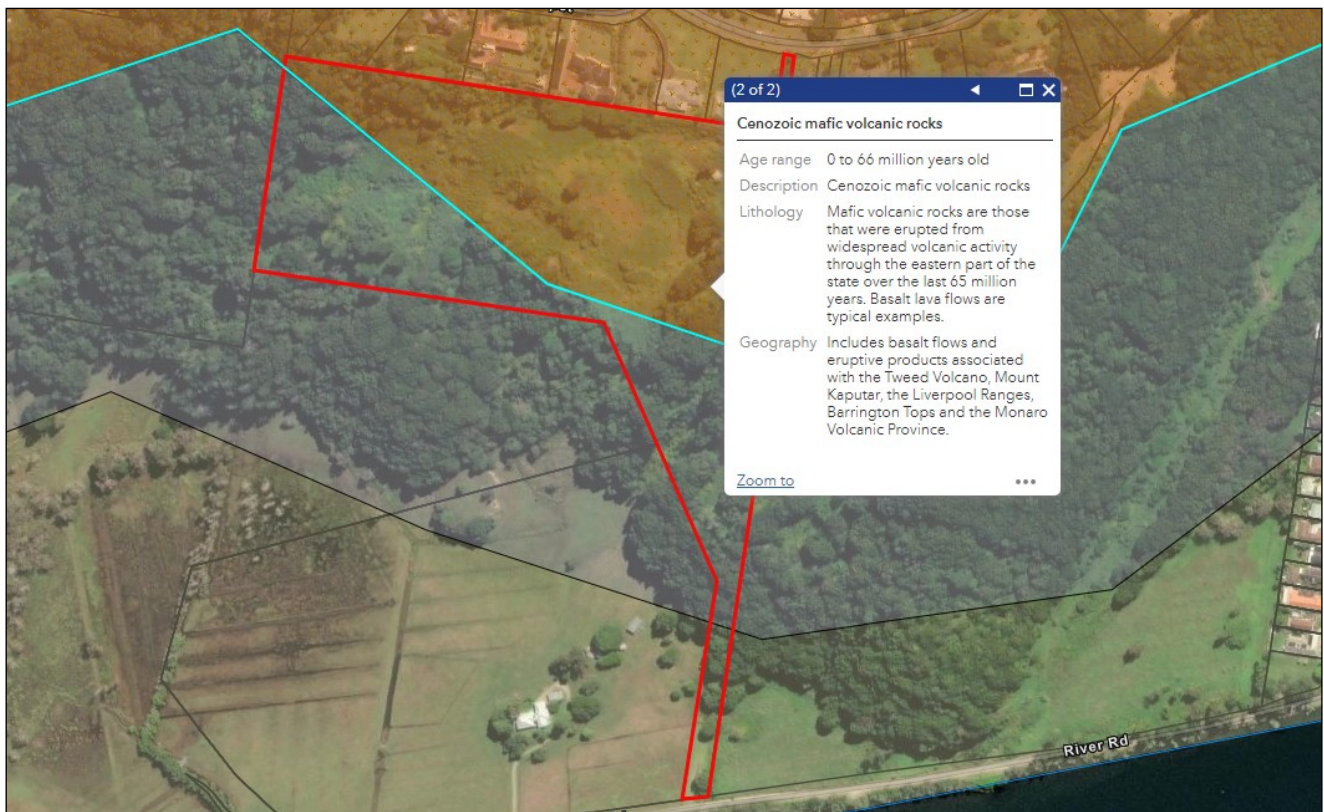 (2 of 2)
Cenozoic mafic volcanic rocks
Age range 0 to 66 million years old
Description Cenozoic mafic volcanic rocks
Lithology Mafic volcanic rocks are those
that were erupted from
widespread volcanic activity
through the eastern part of the
state over the last 65 million
years. Basalt lava flows are
typical examples.
Geography Includes basalt flows and
eruptive products associated
with the Tweed Volcano, Mount
Kaputar, the Liverpool Ranges,
Barrington Tops and the Monaro
Volcanic Province.
Zoom to
River Rd